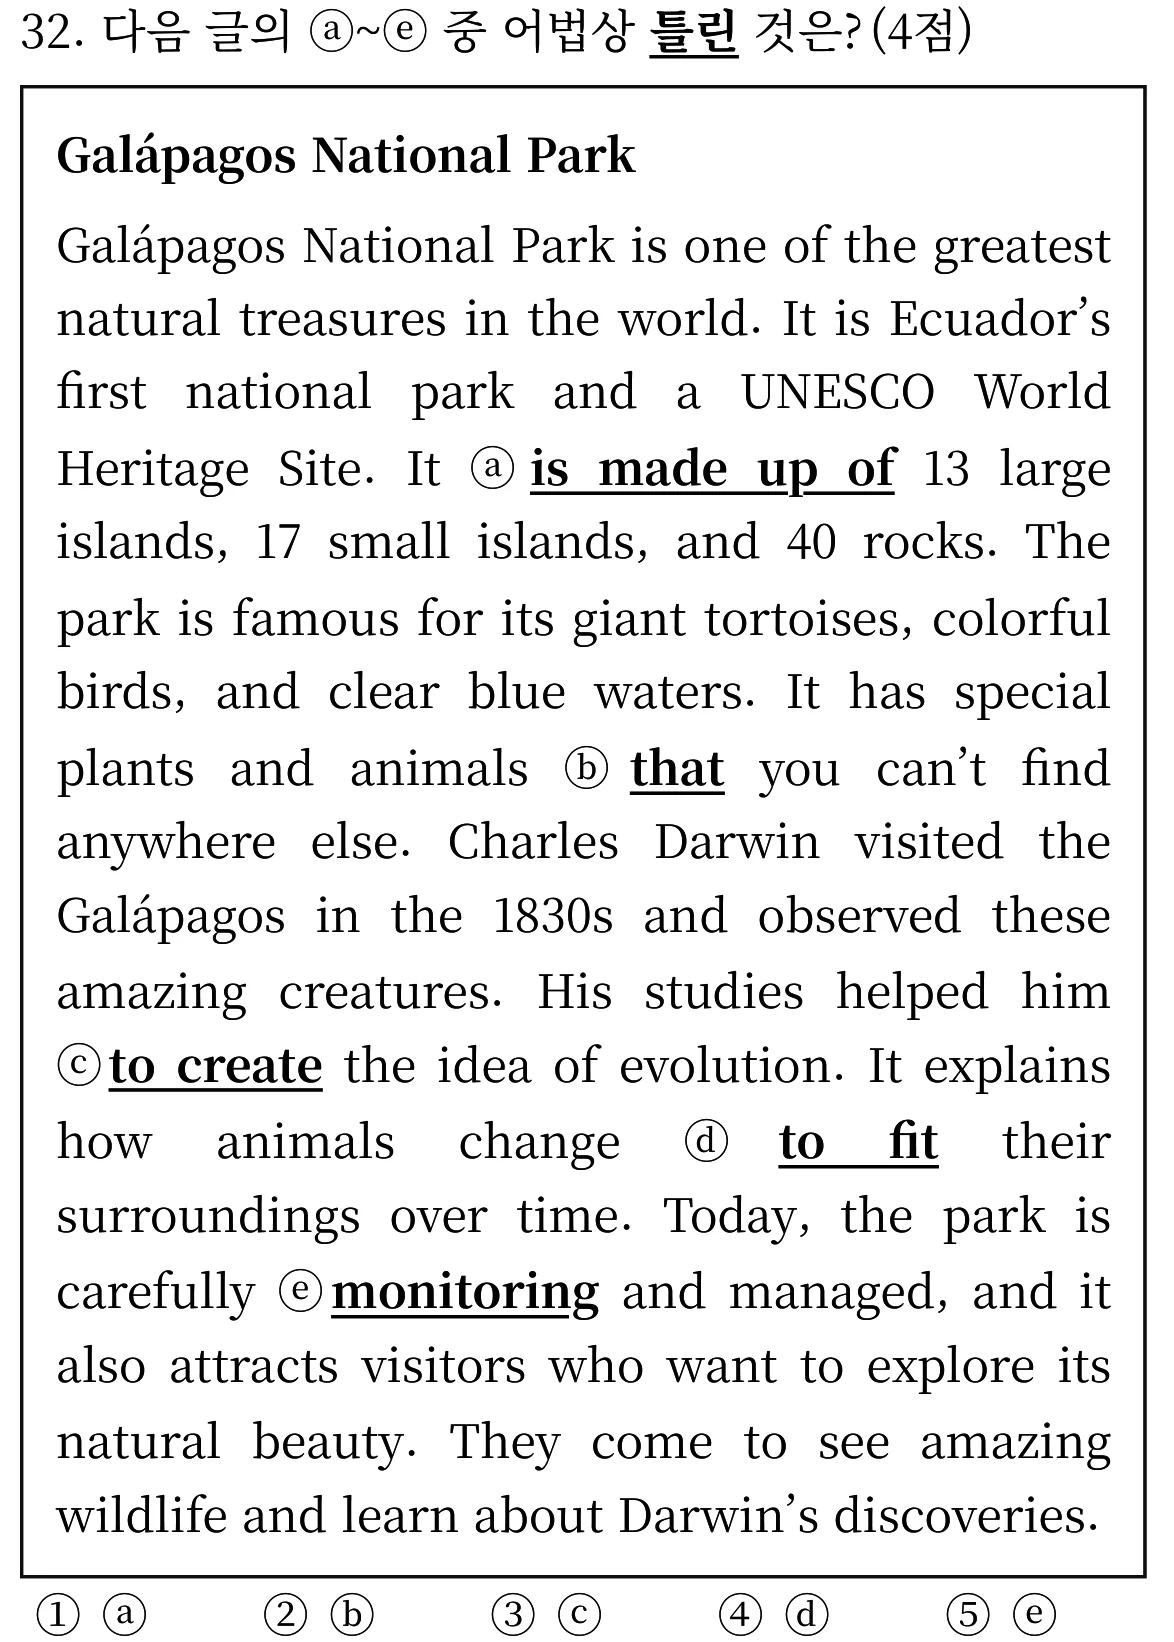 32. 다음 글의 ⓐ~ⓔ 중 어법상 틀린 것은?(4점)
Galápagos National Park
Galápagos National Park is one of the greatest
natural treasures in the world. It is Ecuador’s
first national park and a UNESCO World
Heritage Site. It ⓐ is made up of 13 large
islands, 17 small islands, and 40 rocks. The
park is famous for its giant tortoises, colorful
birds, and clear blue waters. It has special
plants and animals ⓑ that you can’t find
anywhere else. Charles Darwin visited the
Galápagos in the 1830s and observed these
amazing creatures. His studies helped him
ⓒ to create the idea of evolution. It explains
how animals change ⓓ to fit their
surroundings over time. Today, the park is
carefully ⓔ monitoring and managed, and it
also attracts visitors who want to explore its
natural beauty. They come to see amazing
wildlife and learn about Darwin’s discoveries.
① ⓐ ② ⓑ ③ ⓒ ④ ⓓ ⑤ ⓔ